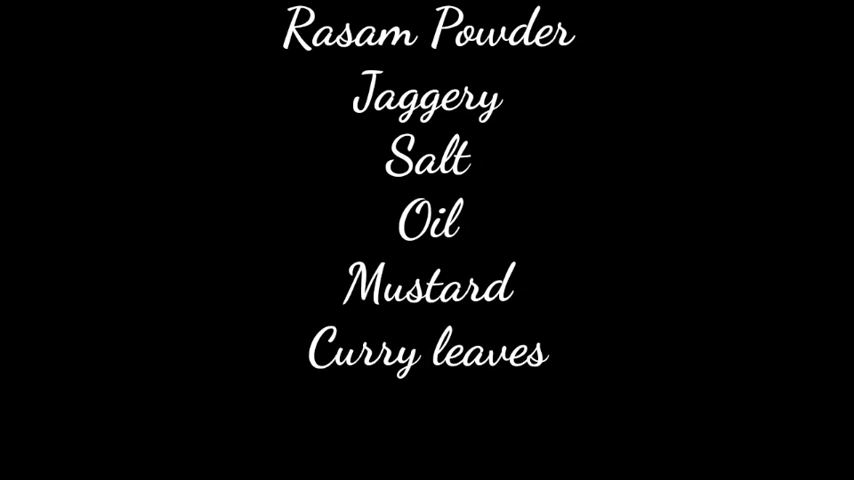 Rasam Powder
Jaggery
Salt
Oil
Mustard
Curry leaves